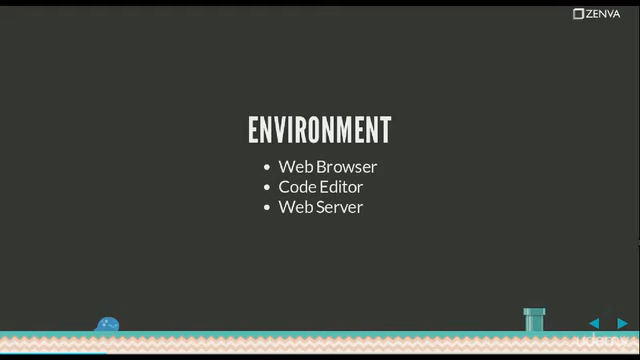 ZENVA
ENVIRONMENT
• Web Browser
• Code Editor
• Web Server
udemy